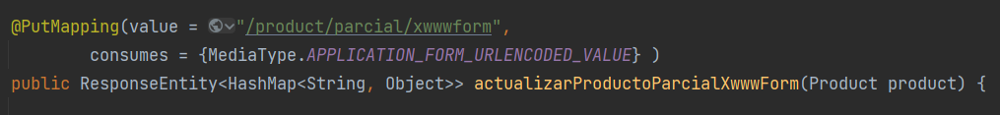 @PutMapping(value = "/product/parcial/xwwwform",
consumes = {MediaType.APPLICATION_FORM_URLENCODED_VALUE} )
public ResponseEntity<HashMap<String, Object>> actualizarProductoParcialXwwwForm(Product product) {